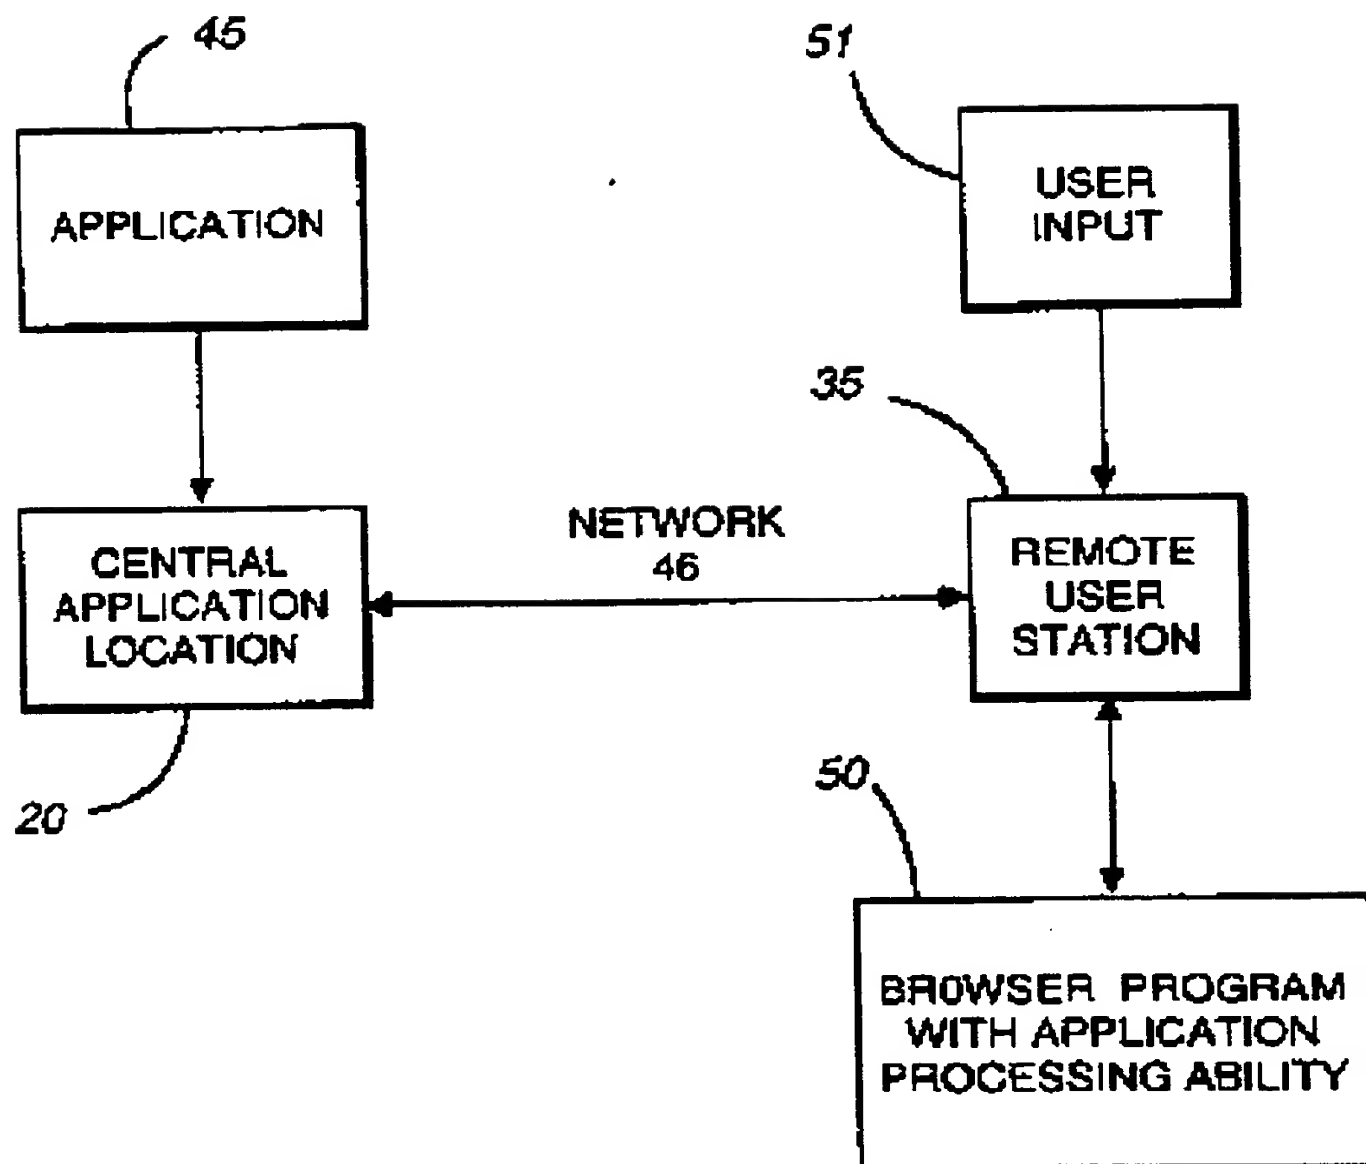 45
APPLICATION
51
USER
INPUT
35
NETWORK
46
CENTRAL
APPLICATION
LOCATION
20
REMOTE
USER
STATION
50
BROWSER PROGRAM
WITH APPLICATION
PROCESSING ABILITY